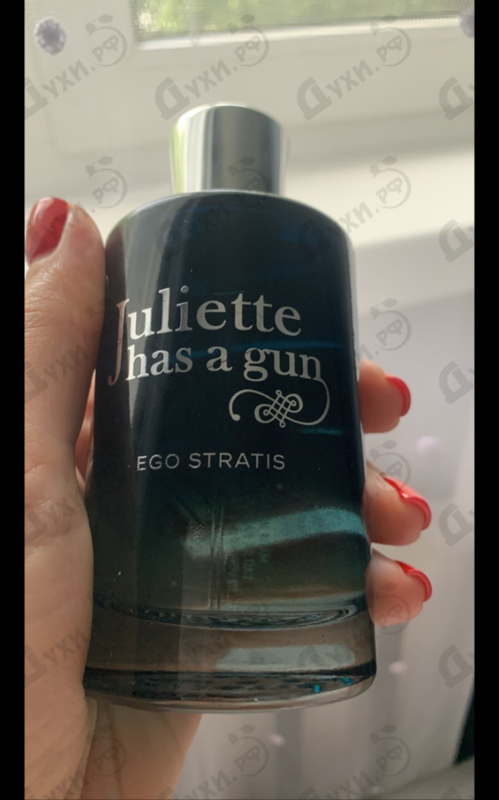 Juliette
has a gun
EGO STRATIS
Духи.РФ